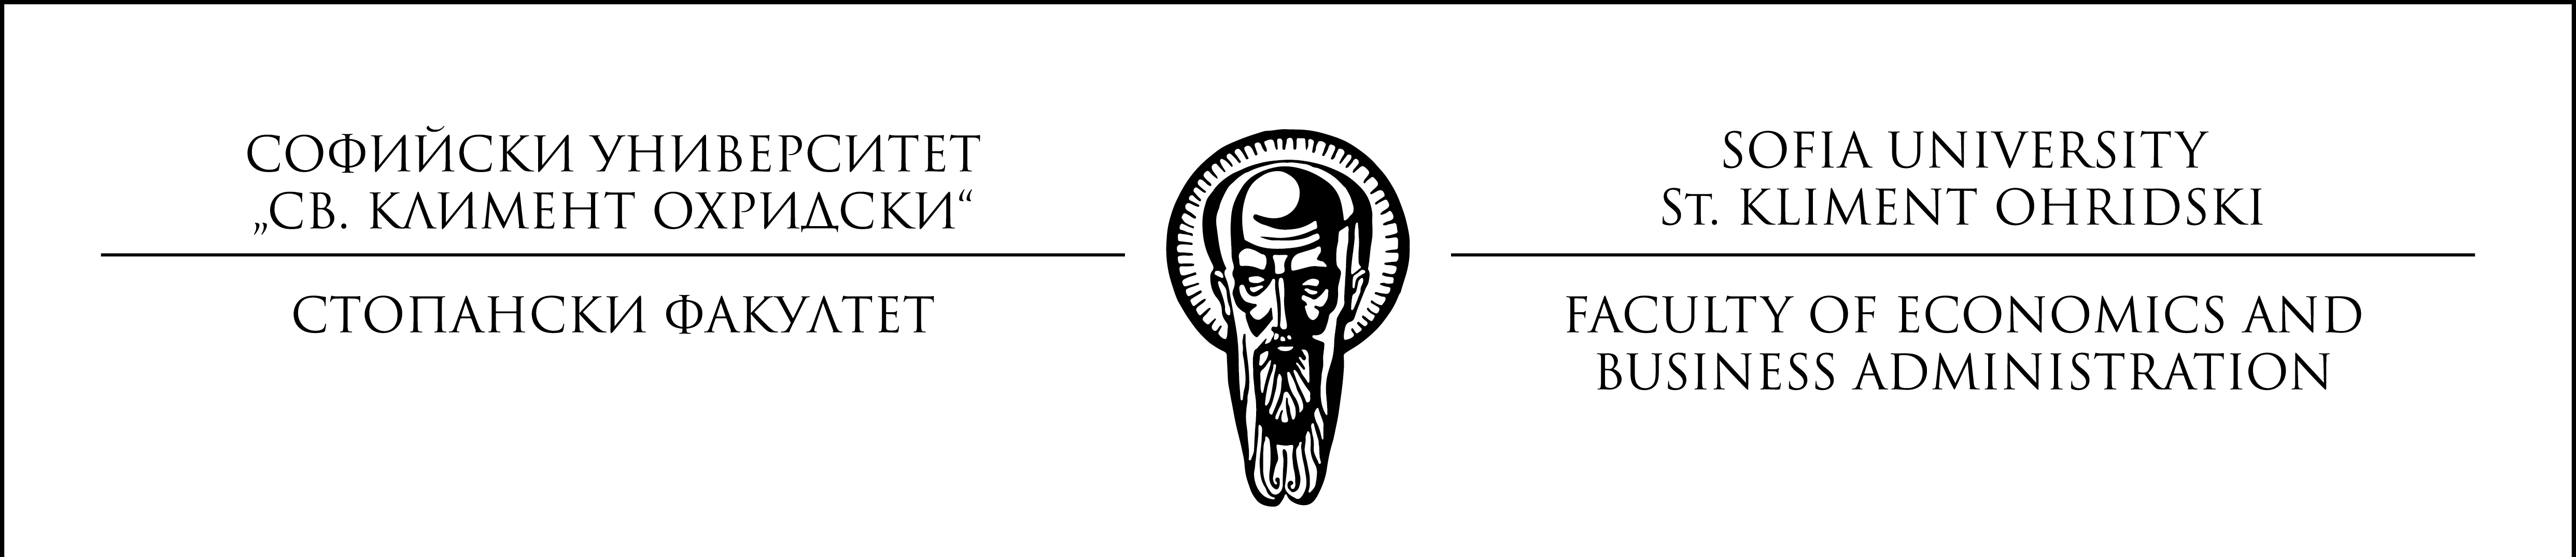 СОФИЙСКИ УНИВЕРСИТЕТ
„СВ. КЛИМЕНТ ОХРИДСКИ“
СТОПАНСКИ ФАКУЛТЕТ
SOFIA UNIVERSITY
ST. KLIMENT OHRIDSKI
FACULTY OF ECONOMICS AND
BUSINESS ADMINISTRATION